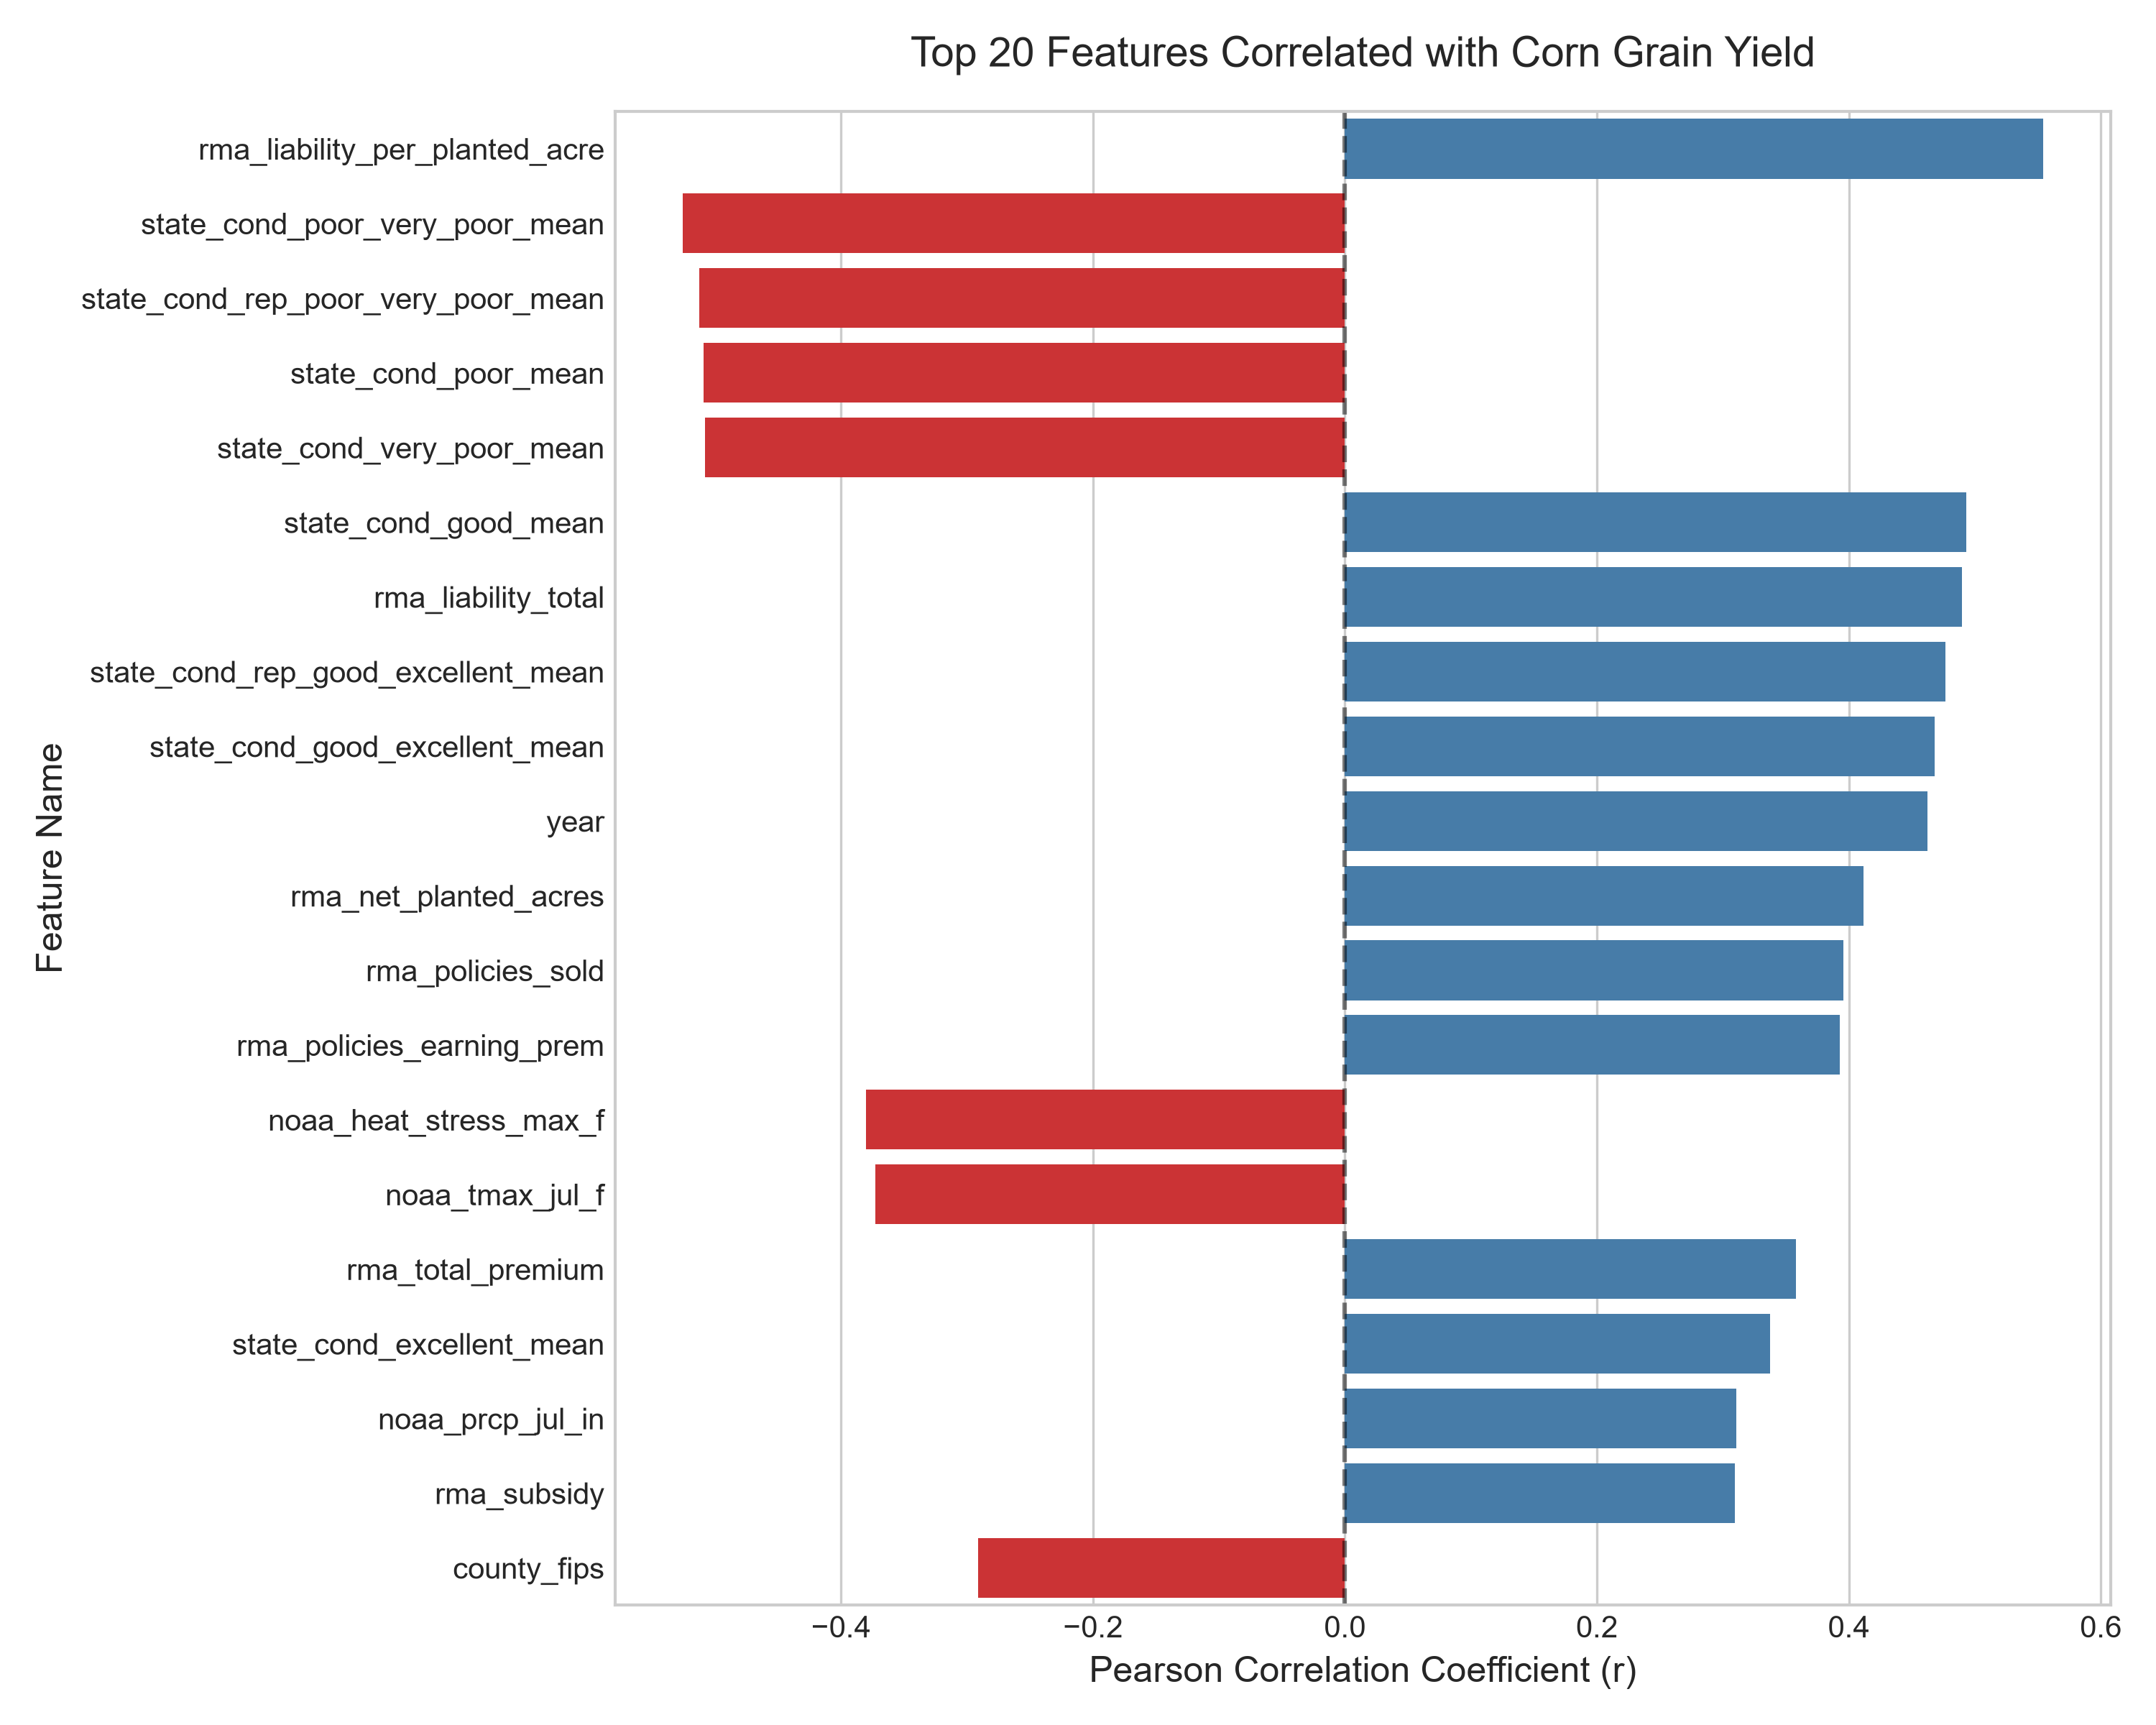 Top 20 Features Correlated with Corn Grain Yield
Feature Name
rma_liability_per_planted_acre
state_cond_poor_very_poor_mean
state_cond_rep_poor_very_poor_mean
state_cond_poor_mean
state_cond_very_poor_mean
state_cond_good_mean
rma_liability_total
state_cond_rep_good_excellent_mean
state_cond_good_excellent_mean
year
rma_net_planted_acres
rma_policies_sold
rma_policies_earning_prem
noaa_heat_stress_max_f
noaa_tmax_jul_f
rma_total_premium
state_cond_excellent_mean
noaa_prcp_jul_in
rma_subsidy
county_fips
−0.4 −0.2 0.0 0.2 0.4 0.6
Pearson Correlation Coefficient (r)